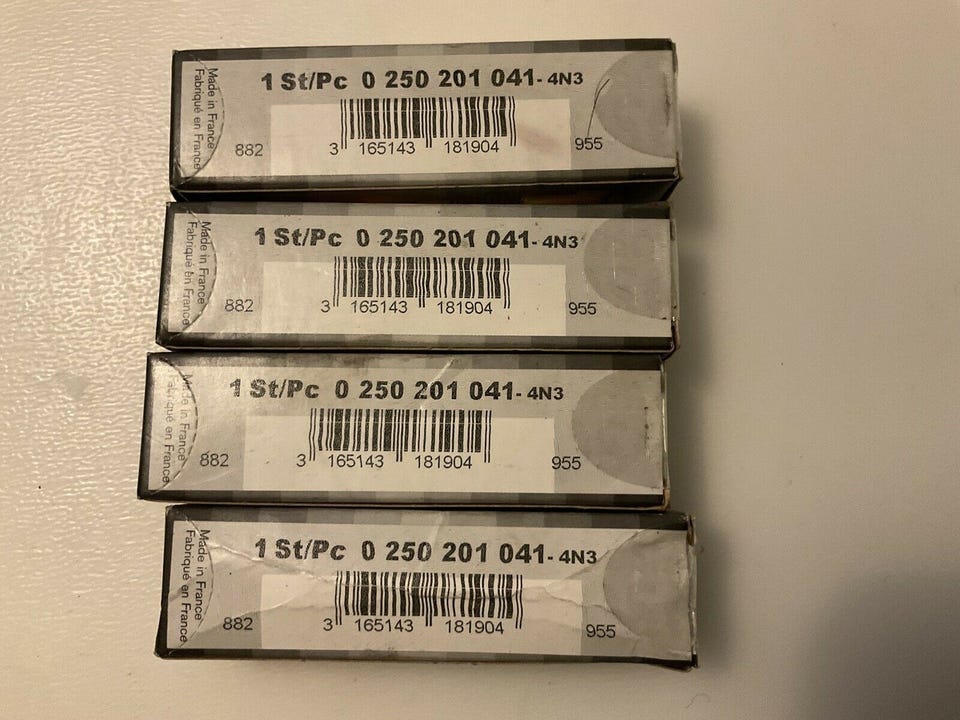 Made in France
Fabriqué en France
1 St/Pc 0 250 201 041- 4N3
882
3 165143 181904
955
Made in France
Fabriqué en France
1 St/Pc 0 250 201 041- 4N3
882
3 165143 181904
955
Made in France
Fabriqué en France
1 St/Pc 0 250 201 041- 4N3
882
3 165143 181904
955
Made in France
Fabriqué en France
1 St/Pc 0 250 201 041- 4N3
882
3 165143 181904
955